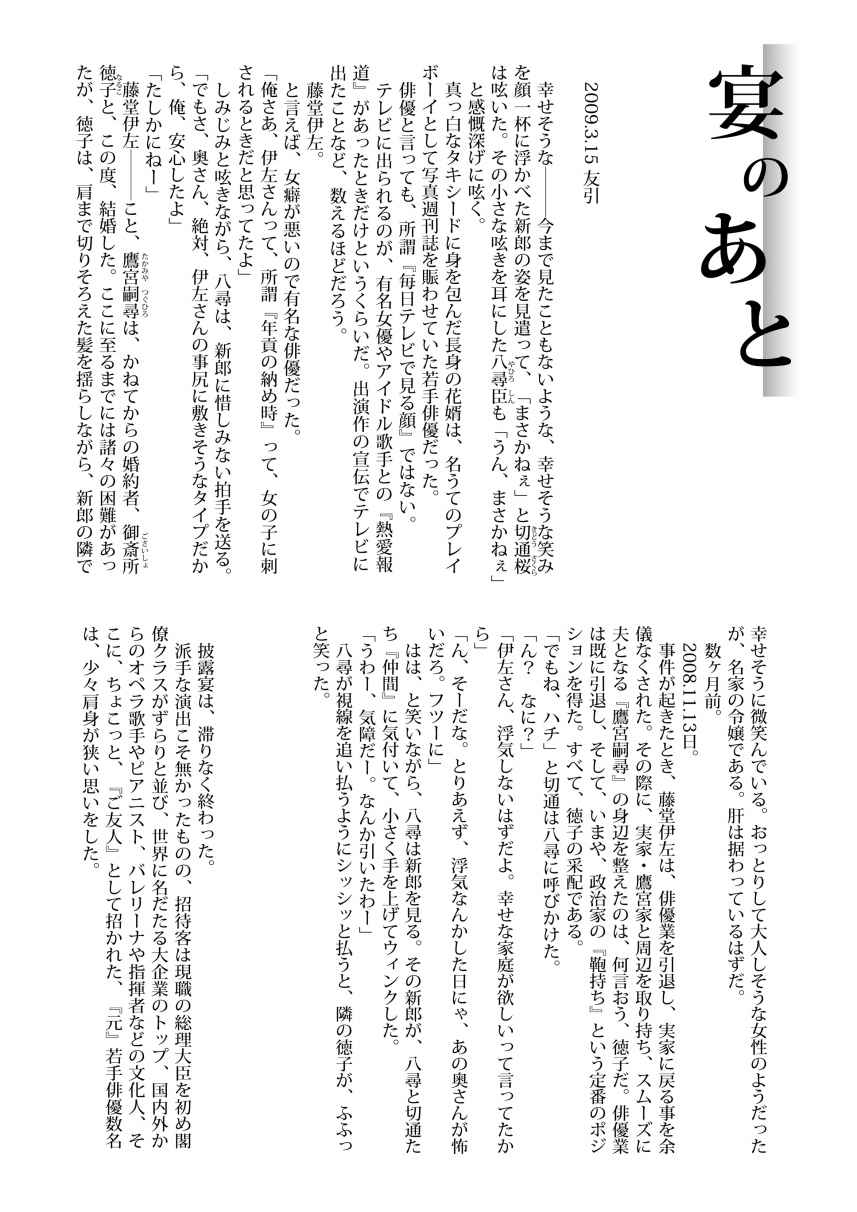 宴のあと
2009.3.15 友引
幸せそうな――今まで見たこともないような、幸せそうな笑み
を顔一杯に浮かべた新郎の姿を見遣って、「まさかねぇ」と切通桜
は呟いた。その小さな呟きを耳にした八尋臣も「うん、まさかねぇ」
と感慨深げに呟く。
真っ白なタキシードに身を包んだ長身の花婿は、名うてのプレイ
ボーイとして写真週刊誌を賑わせていた若手俳優だった。
俳優と言っても、所謂『毎日テレビで見る顔』ではない。
テレビに出られるのが、有名女優やアイドル歌手との『熱愛報
道』があったときだけというくらいだ。出演作の宣伝でテレビに
出たことなど、数えるほどだろう。
藤堂伊左。
と言えば、女癖が悪いので有名な俳優だった。
「俺さあ、伊左さんって、所謂『年貢の納め時』って、女の子に刺
されるときだと思ってたよ」
しみじみと呟きながら、八尋は、新郎に惜しみない拍手を送る。
「でもさ、奥さん、絶対、伊左さんの事尻に敷きそうなタイプだか
ら、俺、安心したよ」
「たしかにねー」
藤堂伊左――こと、鷹宮嗣尋は、かねてからの婚約者、御斎所
徳子と、この度、結婚した。ここに至るまでには諸々の困難があっ
たが、徳子は、肩まで切りそろえた髪を揺らしながら、新郎の隣で
幸せそうに微笑んでいる。おっとりして大人しそうな女性のようだった
が、名家の令嬢である。肝は据わっているはずだ。
数ヶ月前。
2008.11.13日。
事件が起きたとき、藤堂伊左は、俳優業を引退し、実家に戻る事を余
儀なくされた。その際に、実家・鷹宮家と周辺を取り持ち、スムーズに
夫となる『鷹宮嗣尋』の身辺を整えたのは、何言おう、徳子だ。俳優業
は既に引退し、そして、いまや、政治家の『鞄持ち』という定番のポジ
ションを得た。すべて、徳子の采配である。
「でもね、ハチ」と切通は八尋に呼びかけた。
「ん？　なに？」
「伊左さん、浮気しないはずだよ。幸せな家庭が欲しいって言ってたか
ら」
「ん、そーだな。とりあえず、浮気なんかした日にゃ、あの奥さんが怖
いだろ。フツーに」
はは、と笑いながら、八尋は新郎を見る。その新郎が、八尋と切通た
ち『仲間』に気付いて、小さく手を上げてウィンクした。
「うわー、気障だー。なんか引いたわー」
八尋が視線を追い払うようにシッシッと払うと、隣の徳子が、ふふっ
と笑った。
披露宴は、滞りなく終わった。
派手な演出こそ無かったものの、招待客は現職の総理大臣を初め閣
僚クラスがずらりと並び、世界に名だたる大企業のトップ、国内外か
らのオペラ歌手やピアニスト、バレリーナや指揮者などの文化人、そ
こに、ちょこっと、『ご友人』として招かれた、『元』若手俳優数名
は、少々肩身が狭い思いをした。